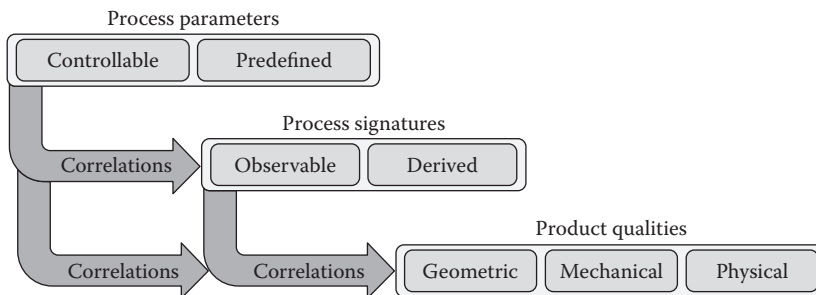 Process parameters
Controllable
Predefined
Process signatures
Correlations
Observable
Derived
Product qualities
Correlations
Correlations
Geometric
Mechanical
Physical